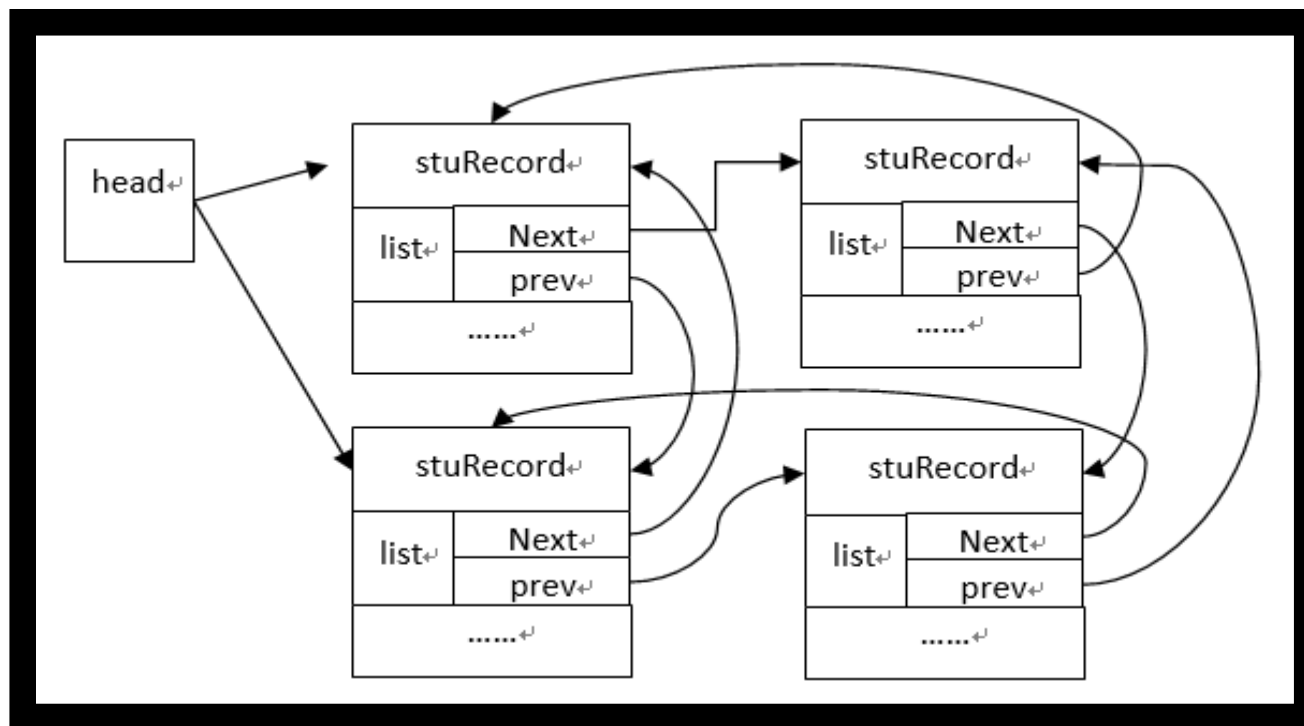 head
stuRecord
list
Next
prev
......
stuRecord
list
Next
prev
......
stuRecord
list
Next
prev
......
stuRecord
list
Next
prev
......